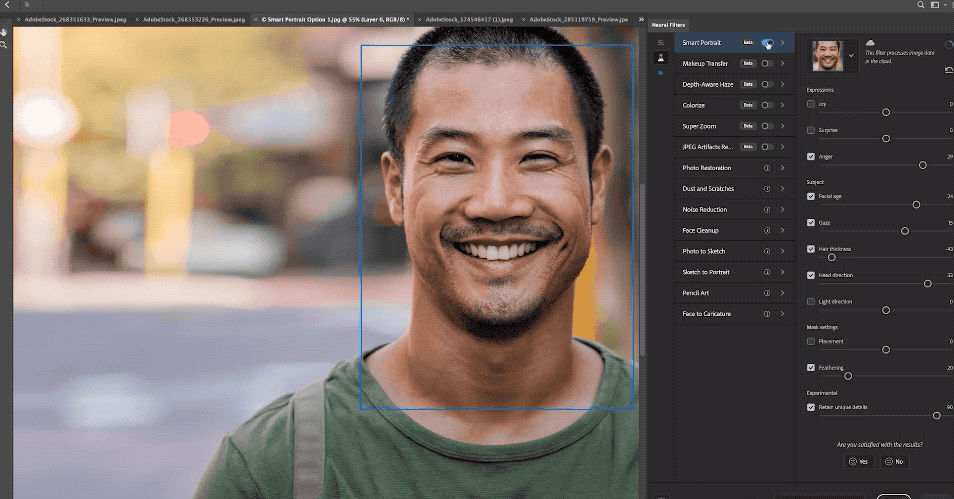 AdobeStock_268351633_Preview.jpeg
AdobeStock_268353226_Preview.jpeg
© Smart Portrait Option 1.jpg @ 55% (Layer 0, RGB/8) *
AdobeStock_174546417 (1).jpeg
AdobeStock_285119759_Preview.jpe
Neural Filters
Smart Portrait Beta
Makeup Transfer Beta
Depth-Aware Haze Beta
Colorize Beta
Super Zoom Beta
JPEG Artifacts Re... Beta
Photo Restoration
Dust and Scratches
Noise Reduction
Face Cleanup
Photo to Sketch
Sketch to Portrait
Pencil Art
Face to Caricature
This filter processes image data
in the cloud.
Expressions
Joy 0
Surprise 0
Anger 29
Subject
Facial age 24
Gaze 15
Hair thickness -43
Head direction 33
Light direction 0
Mask settings
Placement 0
Feathering 20
Experimental
Retain unique details 90
Are you satisfied with the results?
Yes No